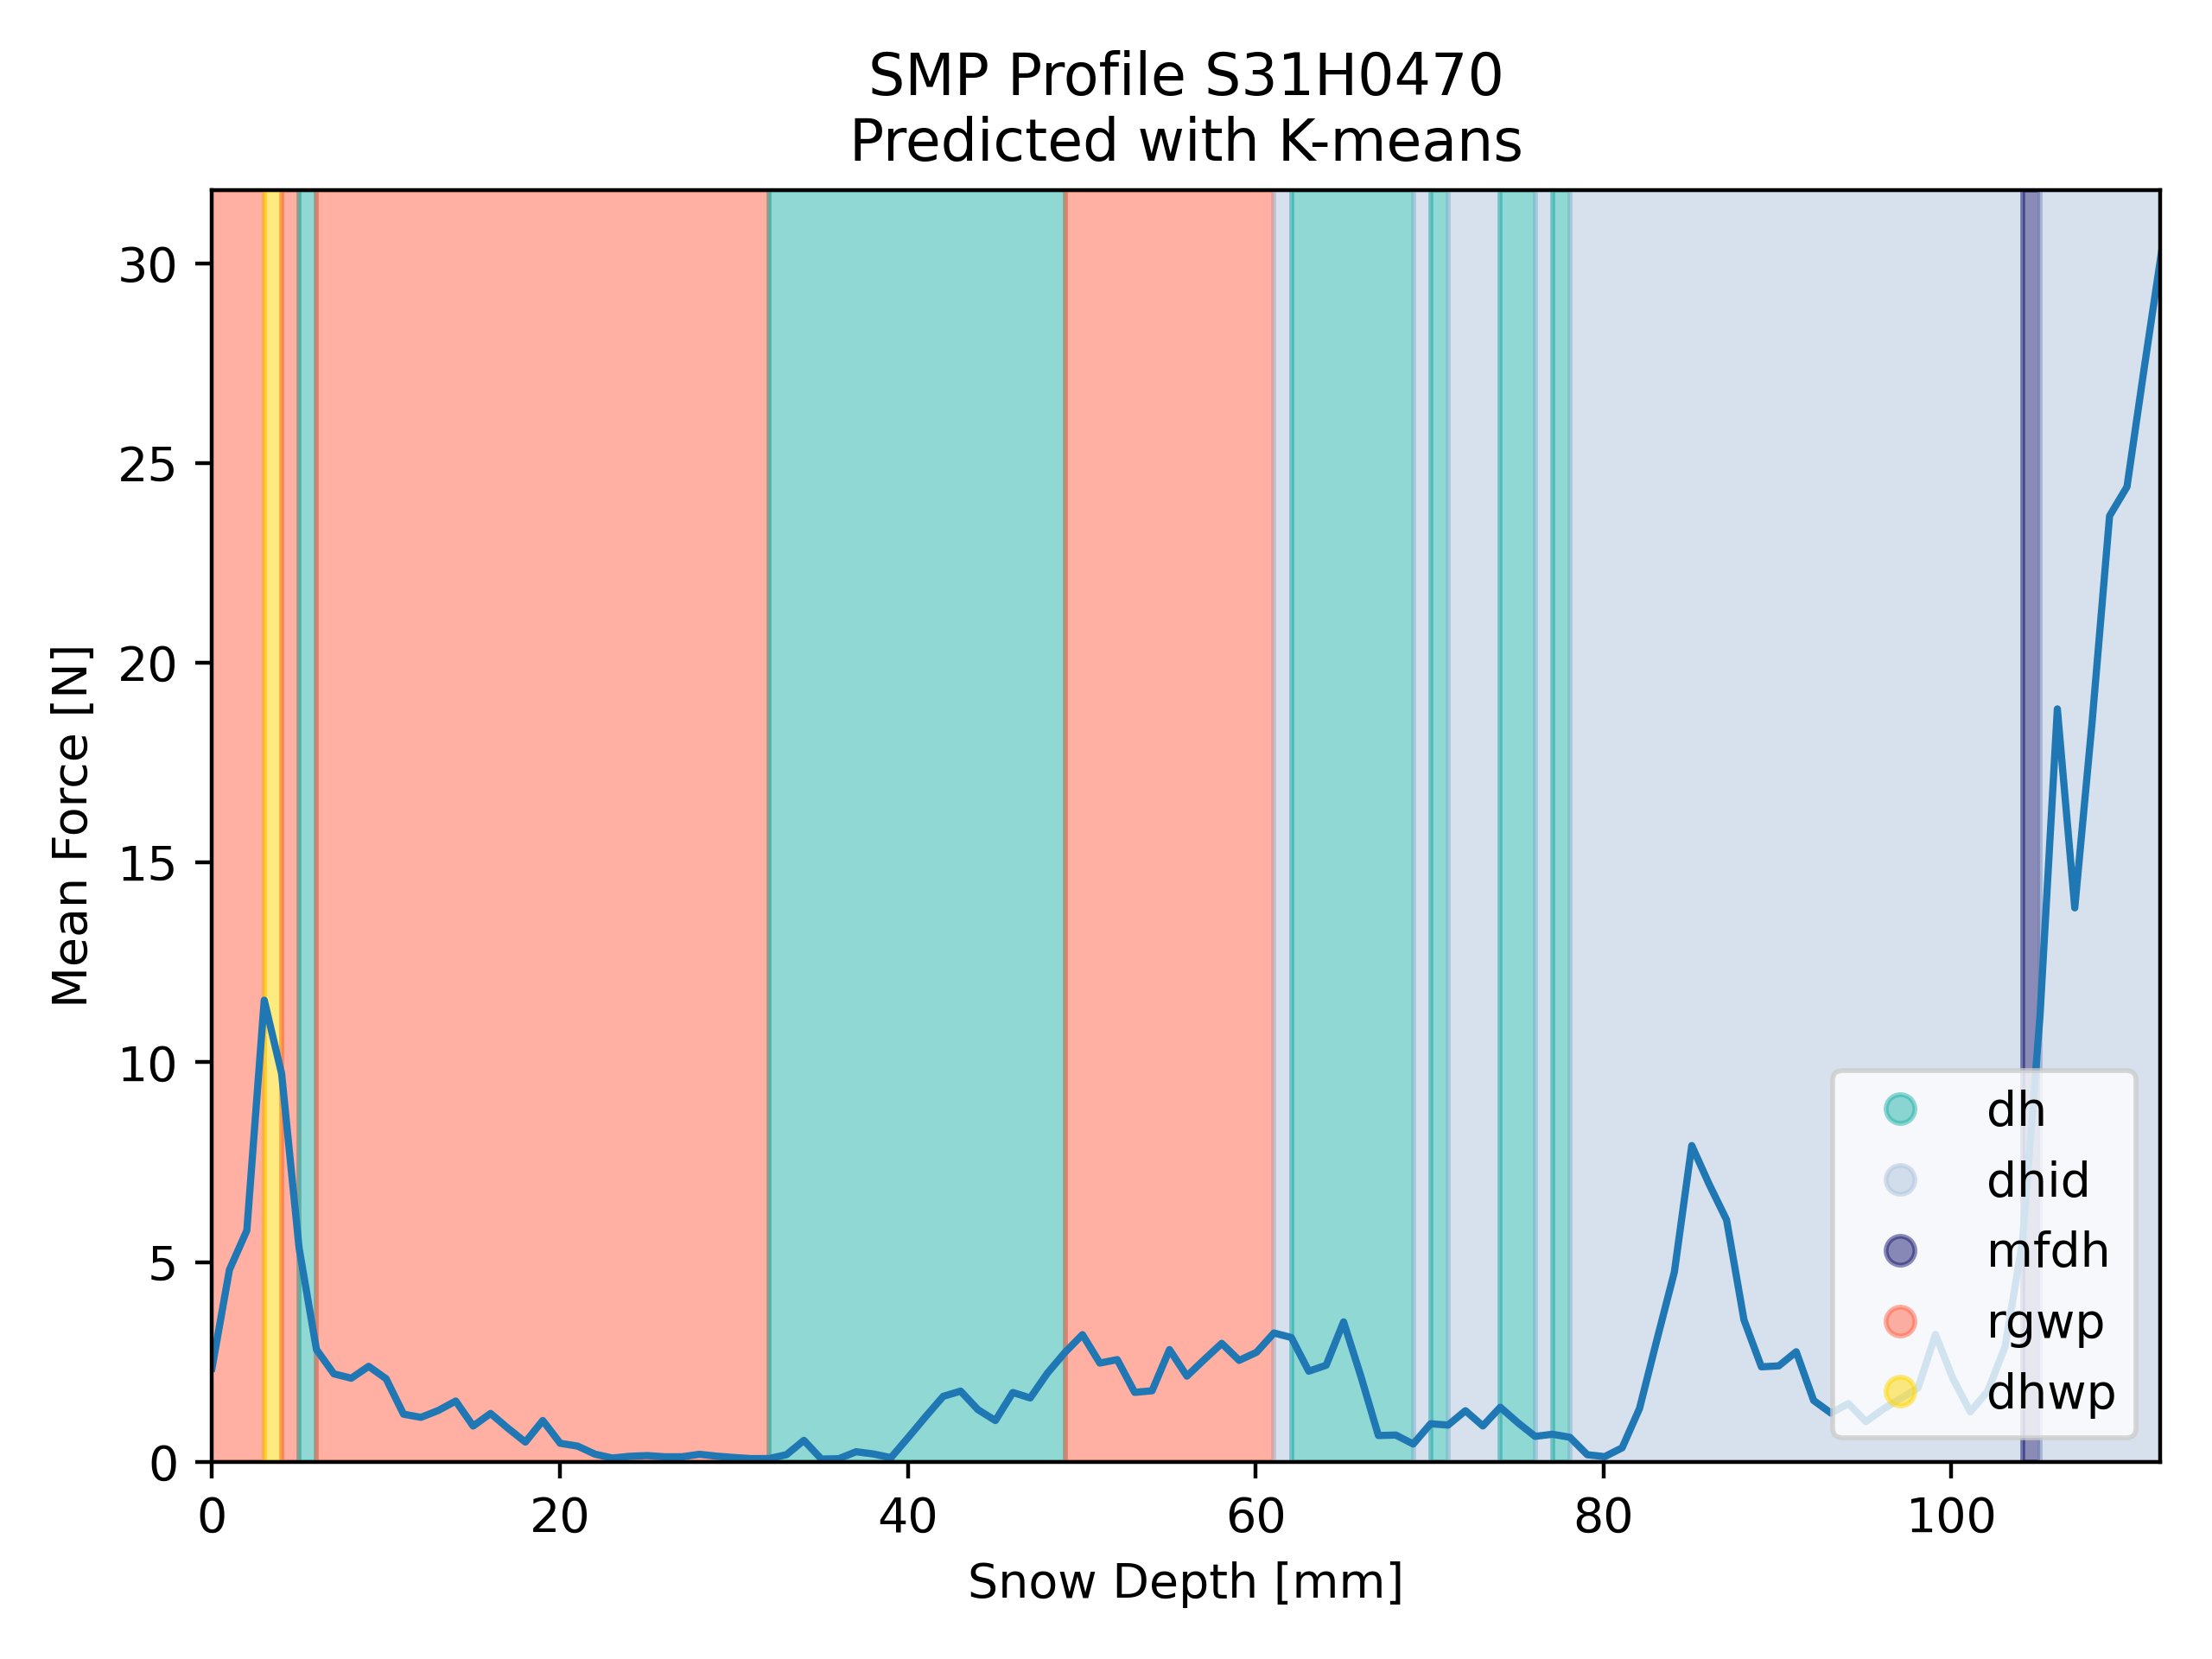 SMP Profile S31H0470
Predicted with K-means
Mean Force [N]
30
25
20
15
10
5
0
0 20 40 60 80 100
Snow Depth [mm]
dh
dhid
mfdh
rgwp
dhwp